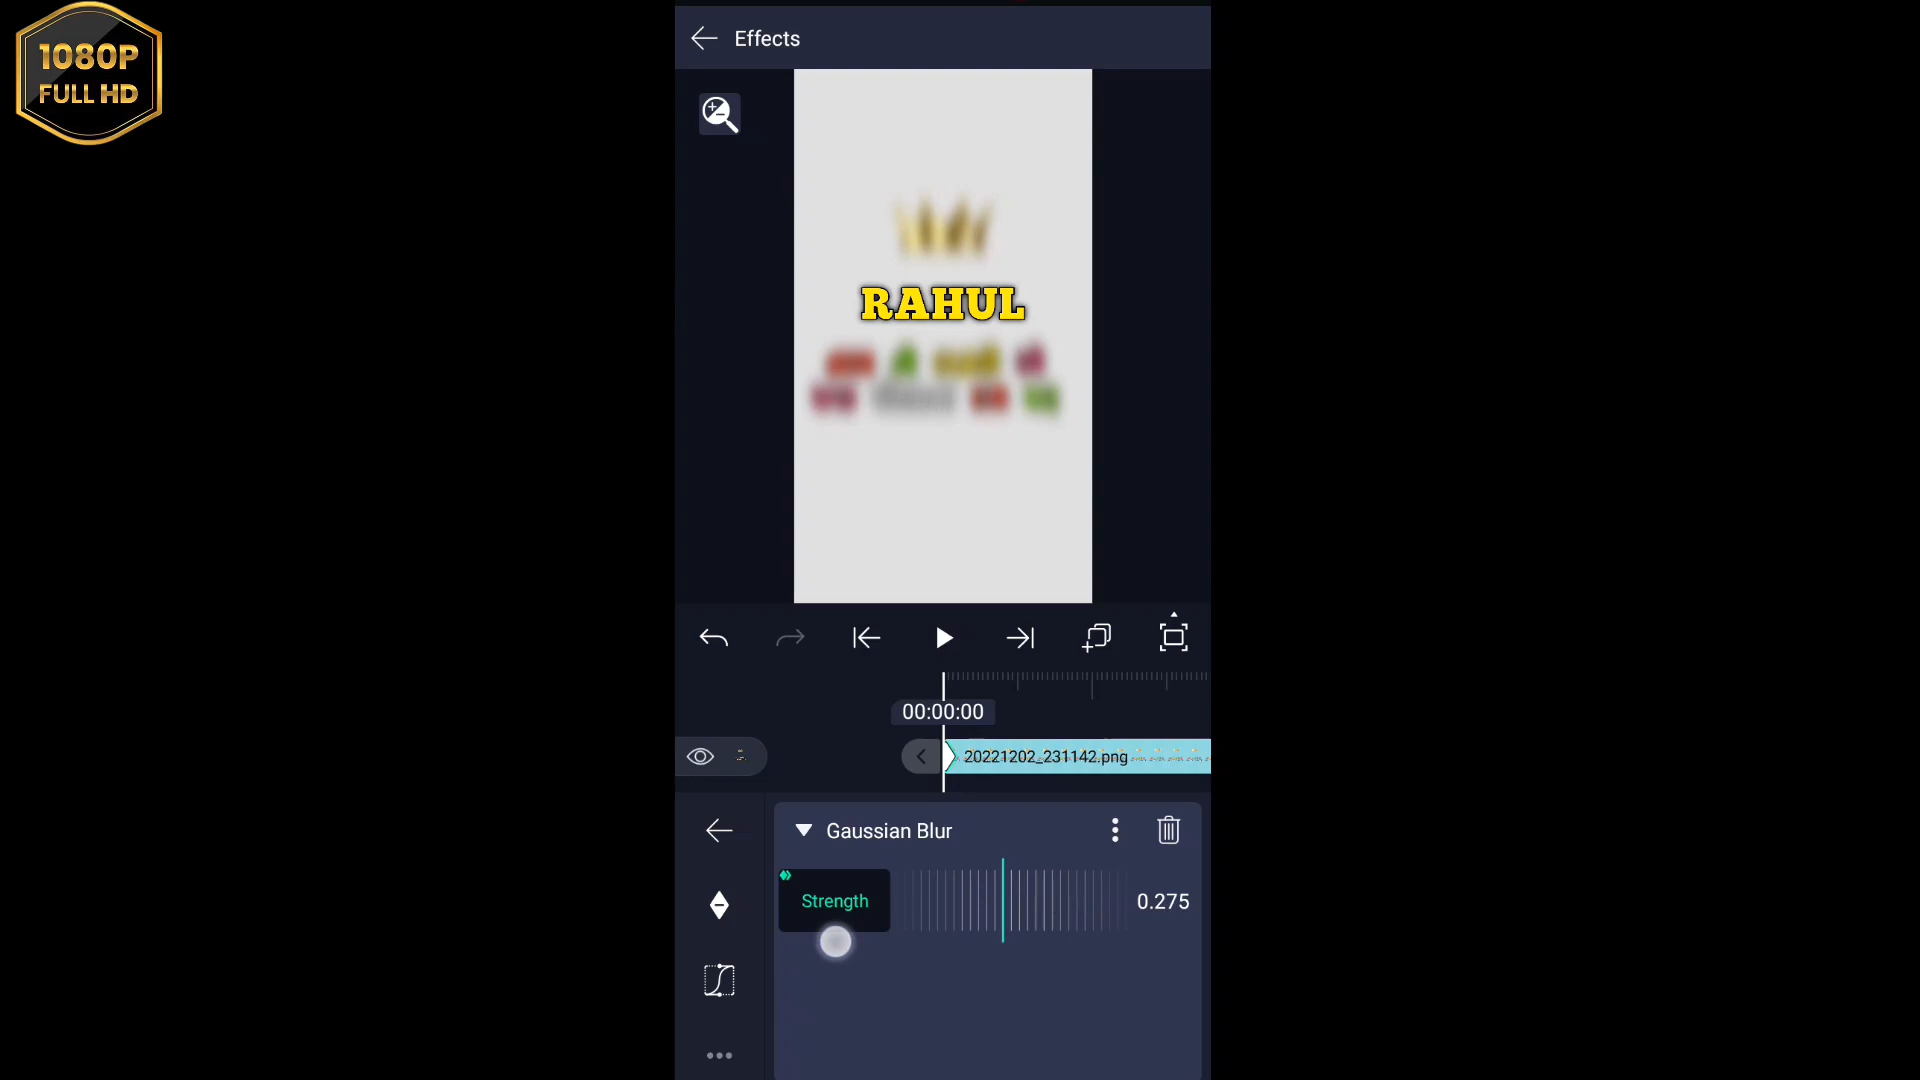 1080P
FULL HD
Effects
RAHUL
00:00:00
20221202_231142.png
Gaussian Blur
Strength
0.275